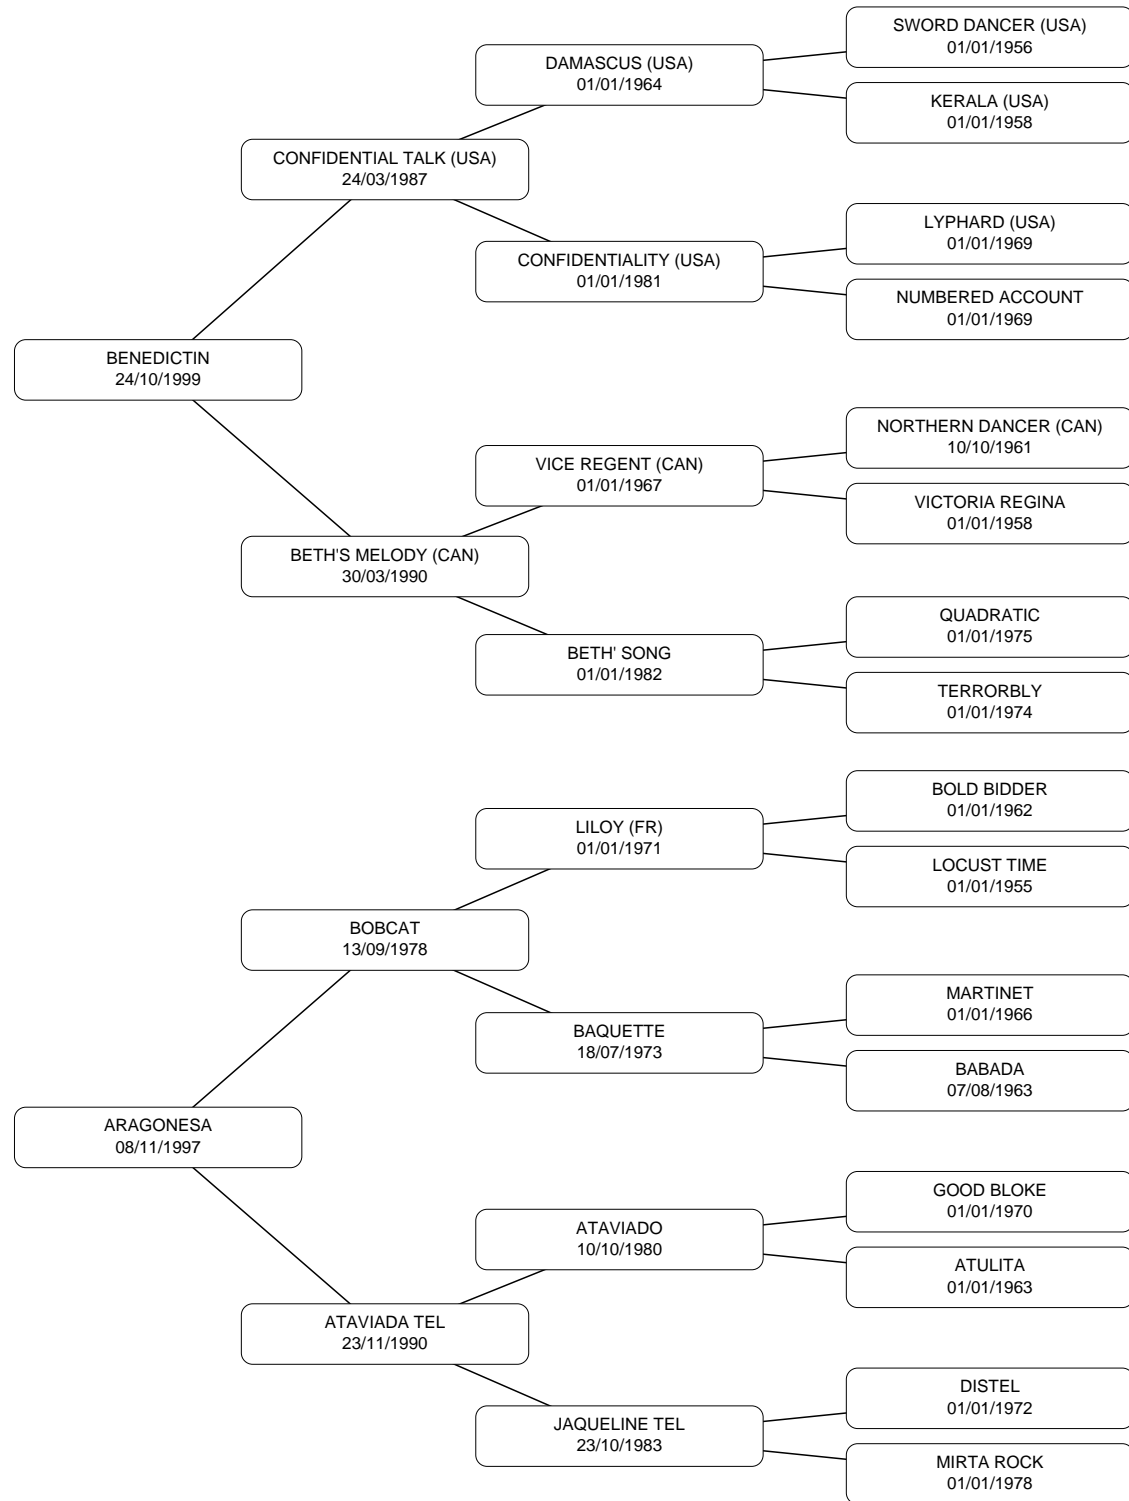 SWORD DANCER (USA)
01/01/1956
DAMASCUS (USA)
01/01/1964
KERALA (USA)
01/01/1958
CONFIDENTIAL TALK (USA)
24/03/1987
LYPHARD (USA)
01/01/1969
CONFIDENTIALITY (USA)
01/01/1981
NUMBERED ACCOUNT
01/01/1969
BENEDICTIN
24/10/1999
NORTHERN DANCER (CAN)
10/10/1961
VICE REGENT (CAN)
01/01/1967
VICTORIA REGINA
01/01/1958
BETH'S MELODY (CAN)
30/03/1990
QUADRATIC
01/01/1975
BETH' SONG
01/01/1982
TERRORBLY
01/01/1974
BOLD BIDDER
01/01/1962
LILOY (FR)
01/01/1971
LOCUST TIME
01/01/1955
BOBCAT
13/09/1978
MARTINET
01/01/1966
BAQUETTE
18/07/1973
BABADA
07/08/1963
ARAGONESA
08/11/1997
GOOD BLOKE
01/01/1970
ATAVIADO
10/10/1980
ATULITA
01/01/1963
ATAVIADA TEL
23/11/1990
DISTEL
01/01/1972
JAQUELINE TEL
23/10/1983
MIRTA ROCK
01/01/1978